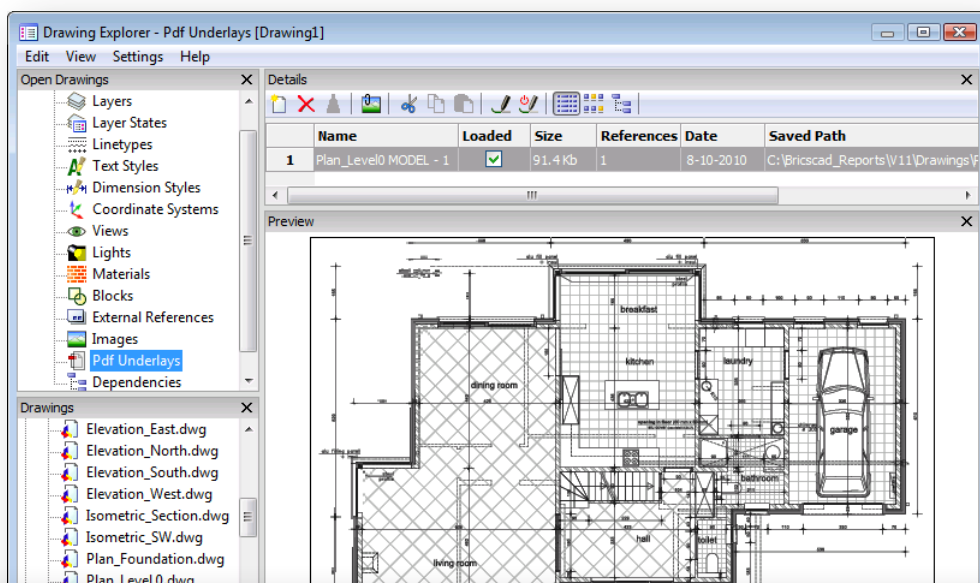 Drawing Explorer - Pdf Underlays [Drawing1]
Edit View Settings Help
Open Drawings
Layers
Layer States
Linetypes
Text Styles
Dimension Styles
Coordinate Systems
Views
Lights
Materials
Blocks
External References
Images
Pdf Underlays
Dependencies
Drawings
Elevation_East.dwg
Elevation_North.dwg
Elevation_South.dwg
Elevation_West.dwg
Isometric_Section.dwg
Isometric_SW.dwg
Plan_Foundation.dwg
Plan_Level0.dwg
Details
Name Loaded Size References Date Saved Path
1 Plan_Level0 MODEL - 1 91.4 Kb 1 8-10-2010 C:\Bricscad_Reports\V11\Drawings\P
Preview
breakfast
kitchen
laundry
dining room
garage
bathroom
hall
toilet
living room